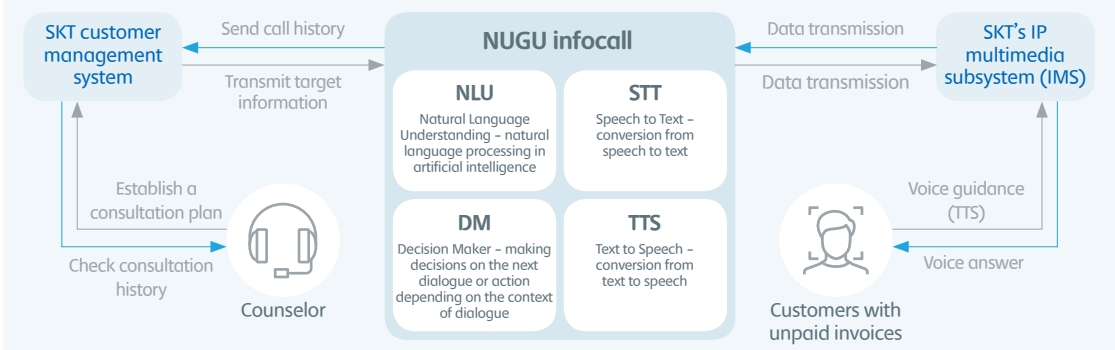 SKT customer
management
system
Send call history
Transmit target
information
Establish a
consultation plan
Check consultation
history
Counselor
NUGU infocall
NLU
Natural Language
Understanding – natural
language processing in
artificial intelligence
STT
Speech to Text –
conversion from
speech to text
DM
Decision Maker – making
decisions on the next
dialogue or action
depending on the context
of dialogue
TTS
Text to Speech –
conversion from
text to speech
Data transmission
Data transmission
SKT's IP
multimedia
subsystem (IMS)
Voice guidance
(TTS)
Voice answer
Customers with
unpaid invoices